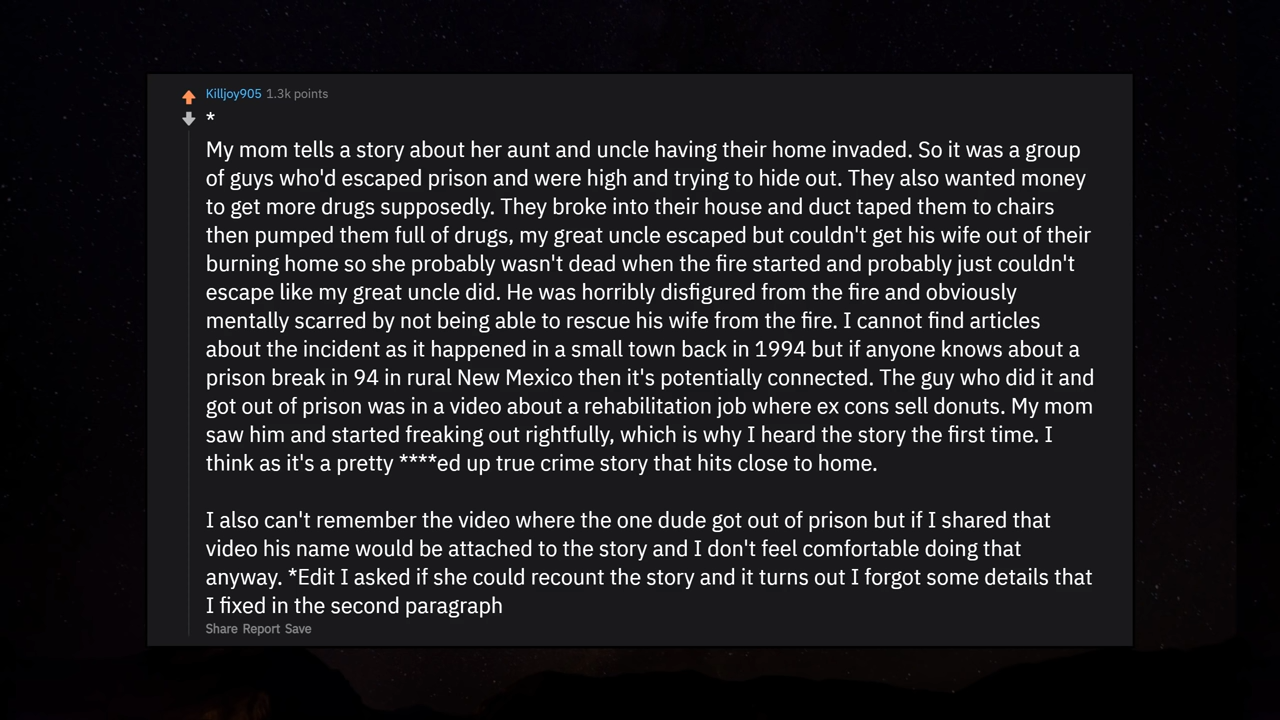 Killjoy905 1.3k points
*
My mom tells a story about her aunt and uncle having their home invaded. So it was a group
of guys who'd escaped prison and were high and trying to hide out. They also wanted money
to get more drugs supposedly. They broke into their house and duct taped them to chairs
then pumped them full of drugs, my great uncle escaped but couldn't get his wife out of their
burning home so she probably wasn't dead when the fire started and probably just couldn't
escape like my great uncle did. He was horribly disfigured from the fire and obviously
mentally scarred by not being able to rescue his wife from the fire. I cannot find articles
about the incident as it happened in a small town back in 1994 but if anyone knows about a
prison break in 94 in rural New Mexico then it's potentially connected. The guy who did it and
got out of prison was in a video about a rehabilitation job where ex cons sell donuts. My mom
saw him and started freaking out rightfully, which is why I heard the story the first time. I
think as it's a pretty ****ed up true crime story that hits close to home.
I also can't remember the video where the one dude got out of prison but if I shared that
video his name would be attached to the story and I don't feel comfortable doing that
anyway. *Edit I asked if she could recount the story and it turns out I forgot some details that
I fixed in the second paragraph
Share Report Save